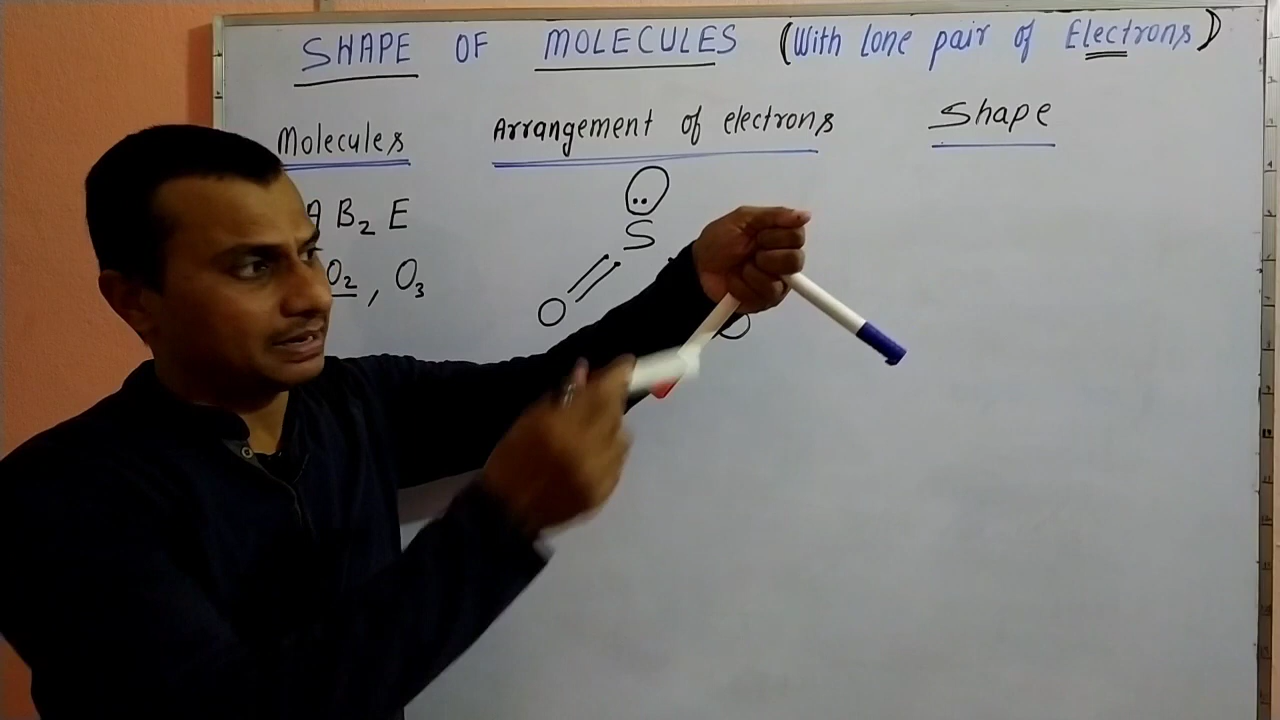 SHAPE OF MOLECULES (With lone pair of Electrons)
Molecules Arrangement of electrons Shape
A B2 E
O2, O3
S
O O